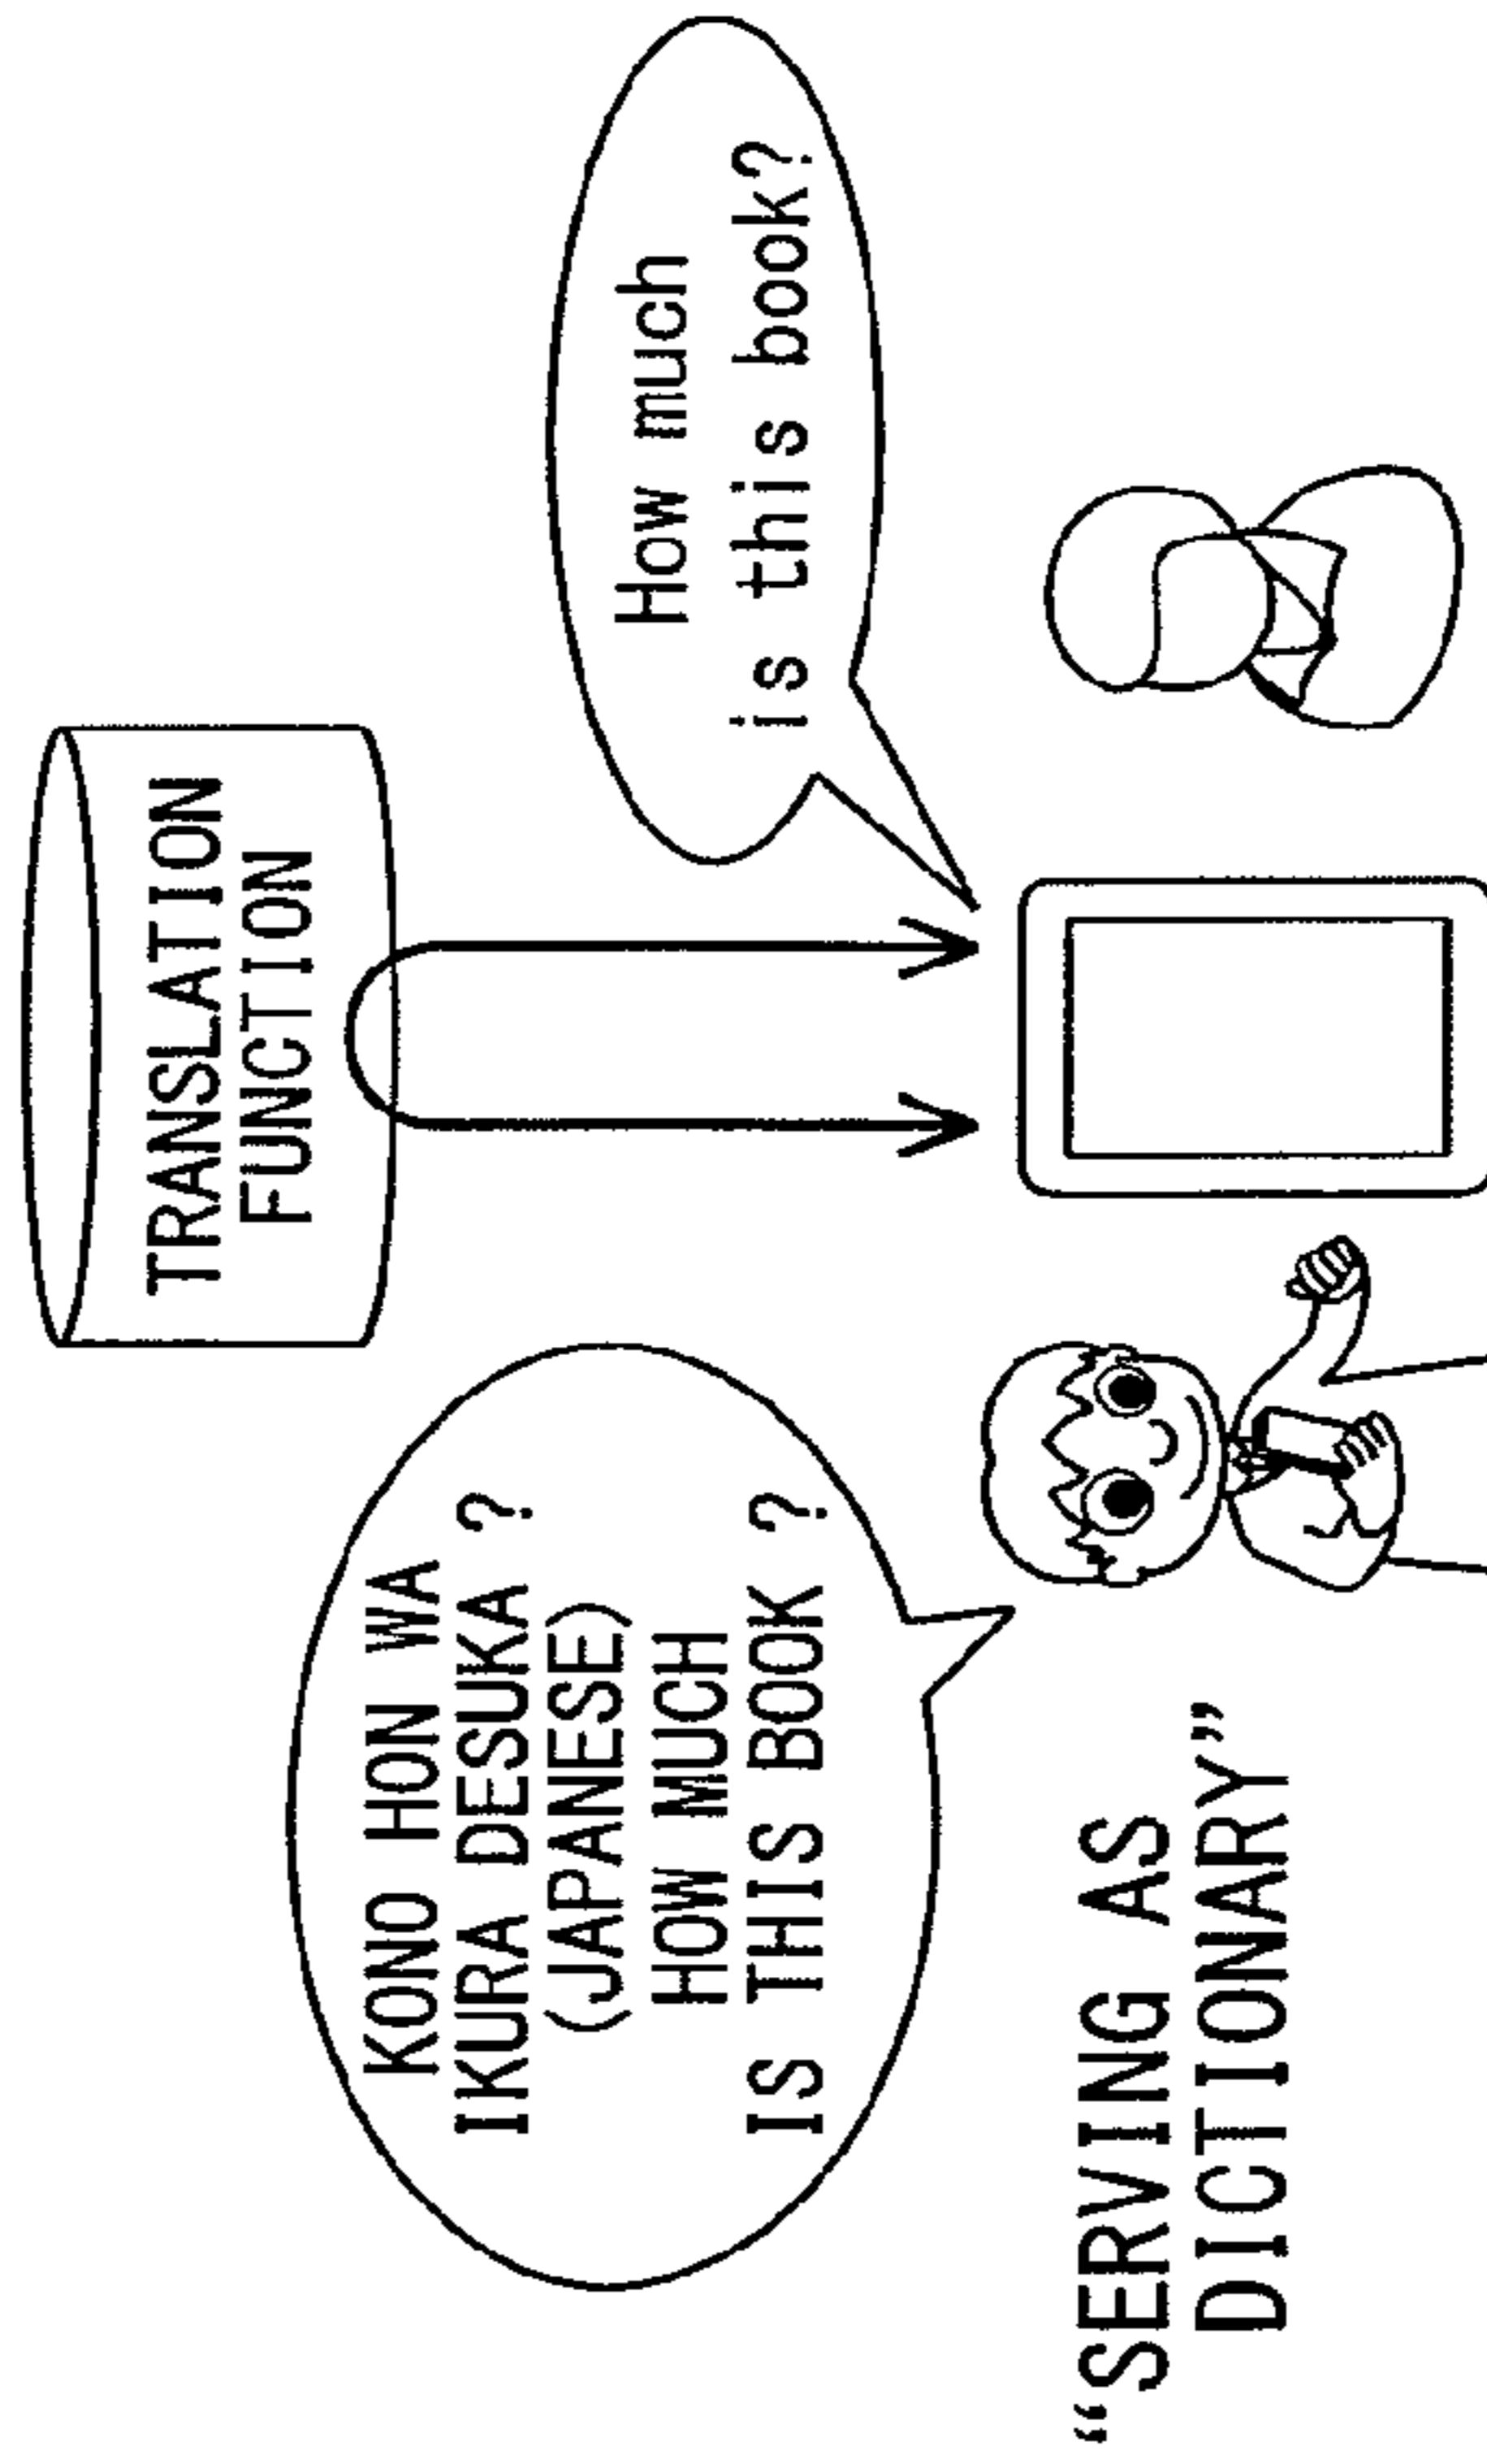 TRANSLATION
FUNCTION
KONO HON WA
IKURA DESUKA ?
(JAPANESE)
HOW MUCH
IS THIS BOOK ?
How much
is this book?
“SERVING AS
DICTIONARY”